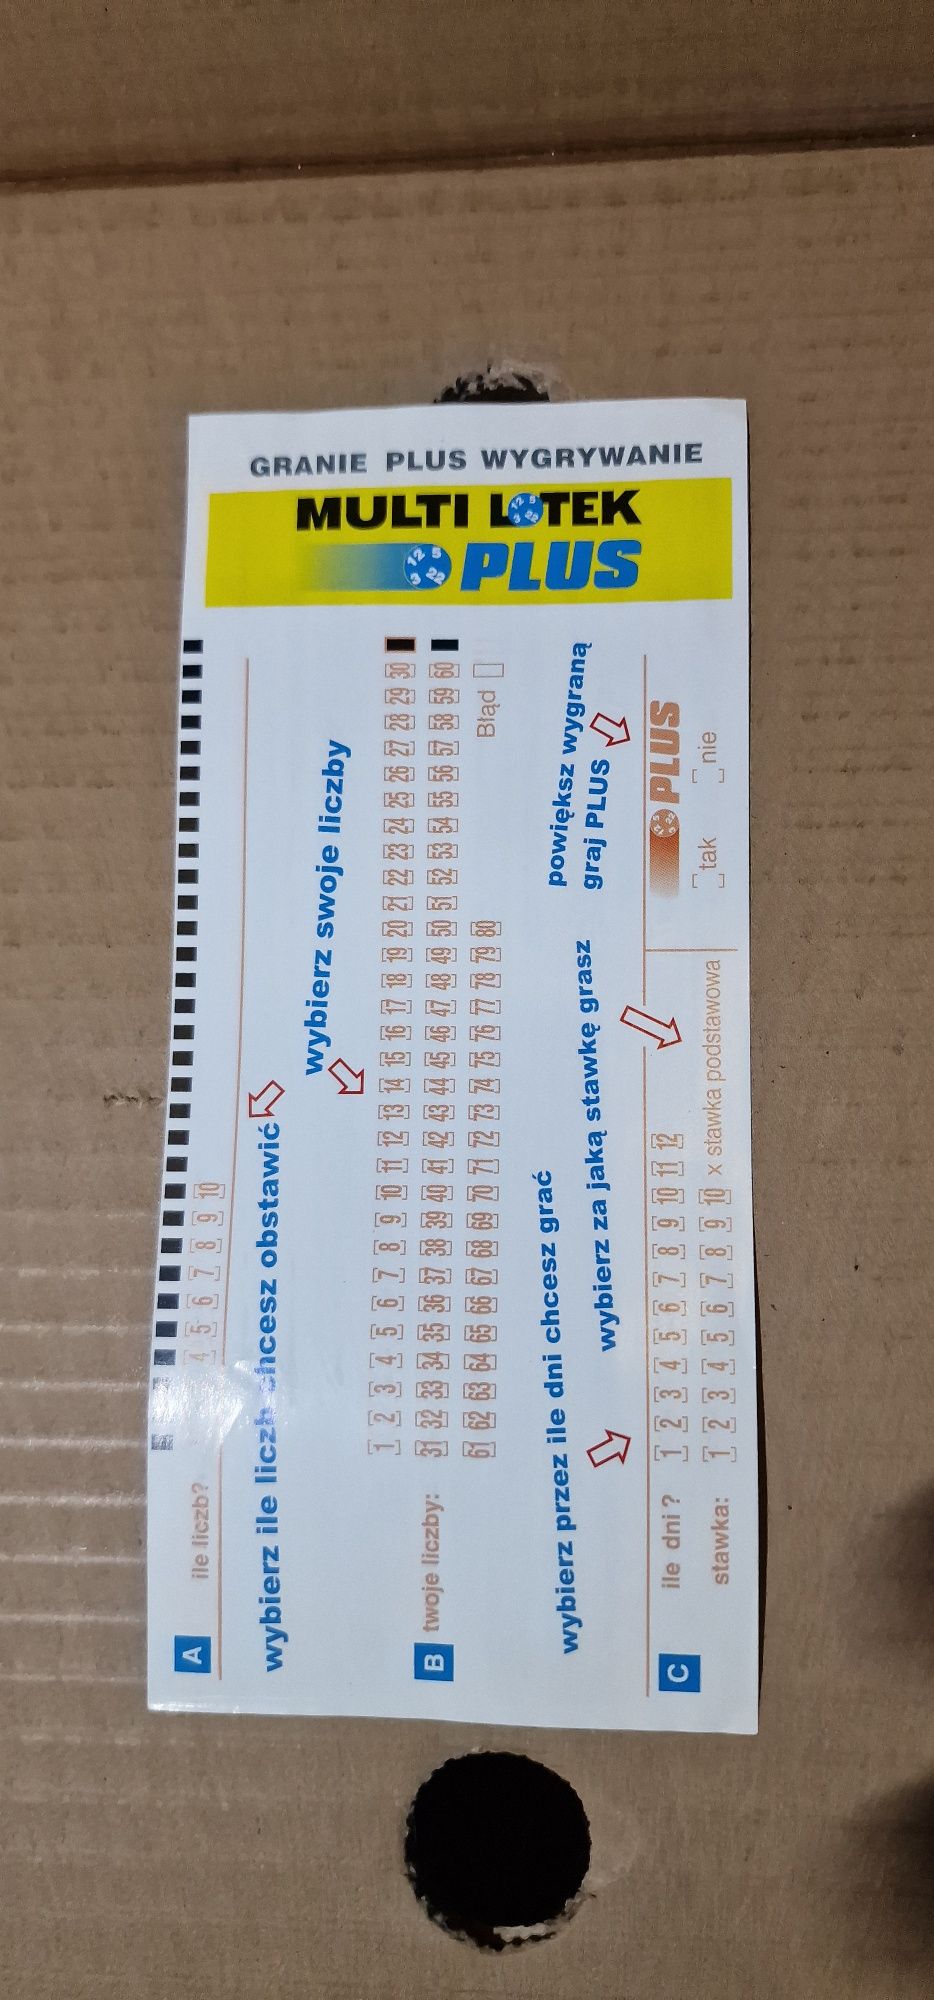 GRANIE PLUS WYGRYWANIE
MULTI LOTEK
PLUS
A ile liczb? 4 5 6 7 8 9 10
wybierz ile liczb chcesz obstawić
wybierz swoje liczby
1 2 3 4 5 6 7 8 9 10 11 12 13 14 15 16 17 18 19 20 21 22 23 24 25 26 27 28 29 30
B twoje liczby: 31 32 33 34 35 36 37 38 39 40 41 42 43 44 45 46 47 48 49 50 51 52 53 54 55 56 57 58 59 60
61 62 63 64 65 66 67 68 69 70 71 72 73 74 75 76 77 78 79 80 Błąd
wybierz przez ile dni chcesz grać
wybierz za jaką stawkę grasz
powiększ wygraną
graj PLUS
C ile dni? 1 2 3 4 5 6 7 8 9 10 11 12
stawka: 1 2 3 4 5 6 7 8 9 10 x stawka podstawowa
PLUS
tak nie